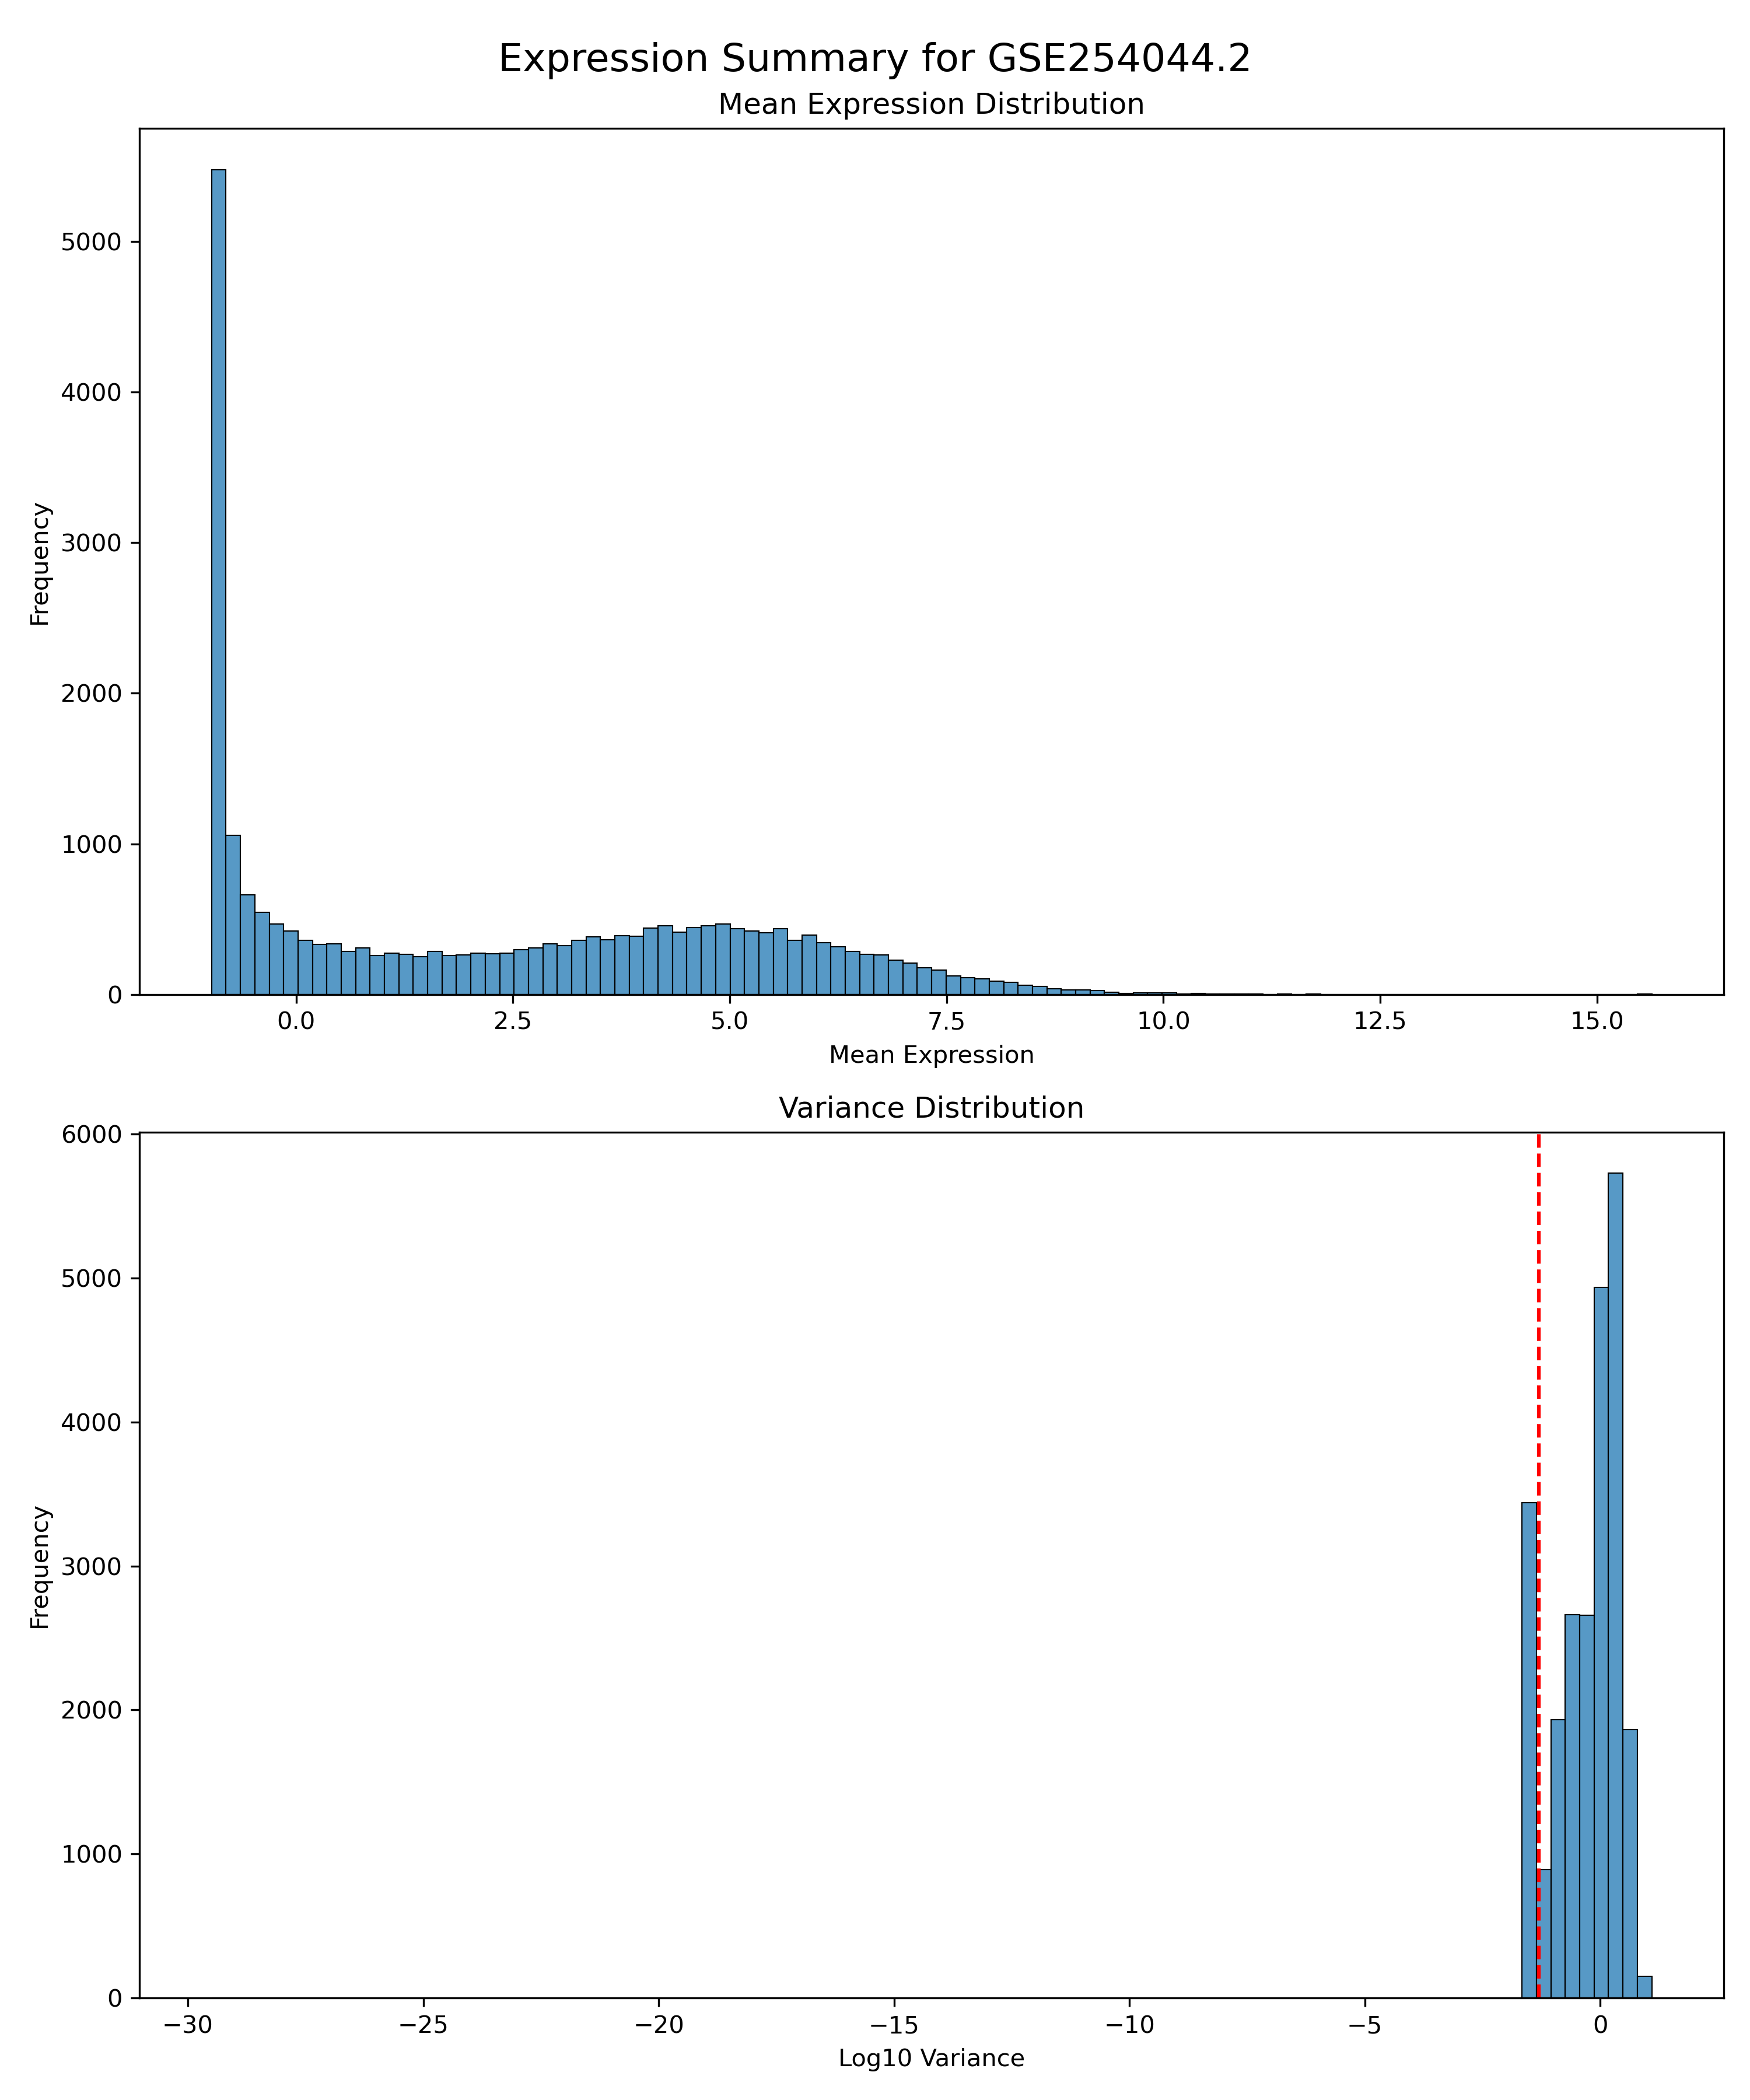 Expression Summary for GSE254044.2
Mean Expression Distribution
5000
4000
3000
2000
1000
0
Frequency
0.0 2.5 5.0 7.5 10.0 12.5 15.0
Mean Expression
Variance Distribution
6000
5000
4000
3000
2000
1000
0
Frequency
−30 −25 −20 −15 −10 −5 0
Log10 Variance